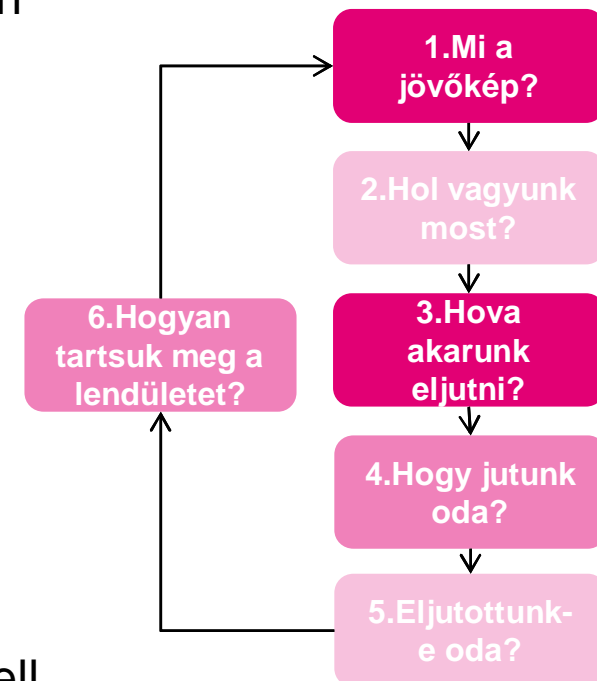 1.Mi a
jövőkép?
2.Hol vagyunk
most?
3.Hova
akarunk
eljutni?
4.Hogy jutunk
oda?
5.Eljutottunk-
e oda?
6.Hogyan
tartsuk meg a
lendületet?